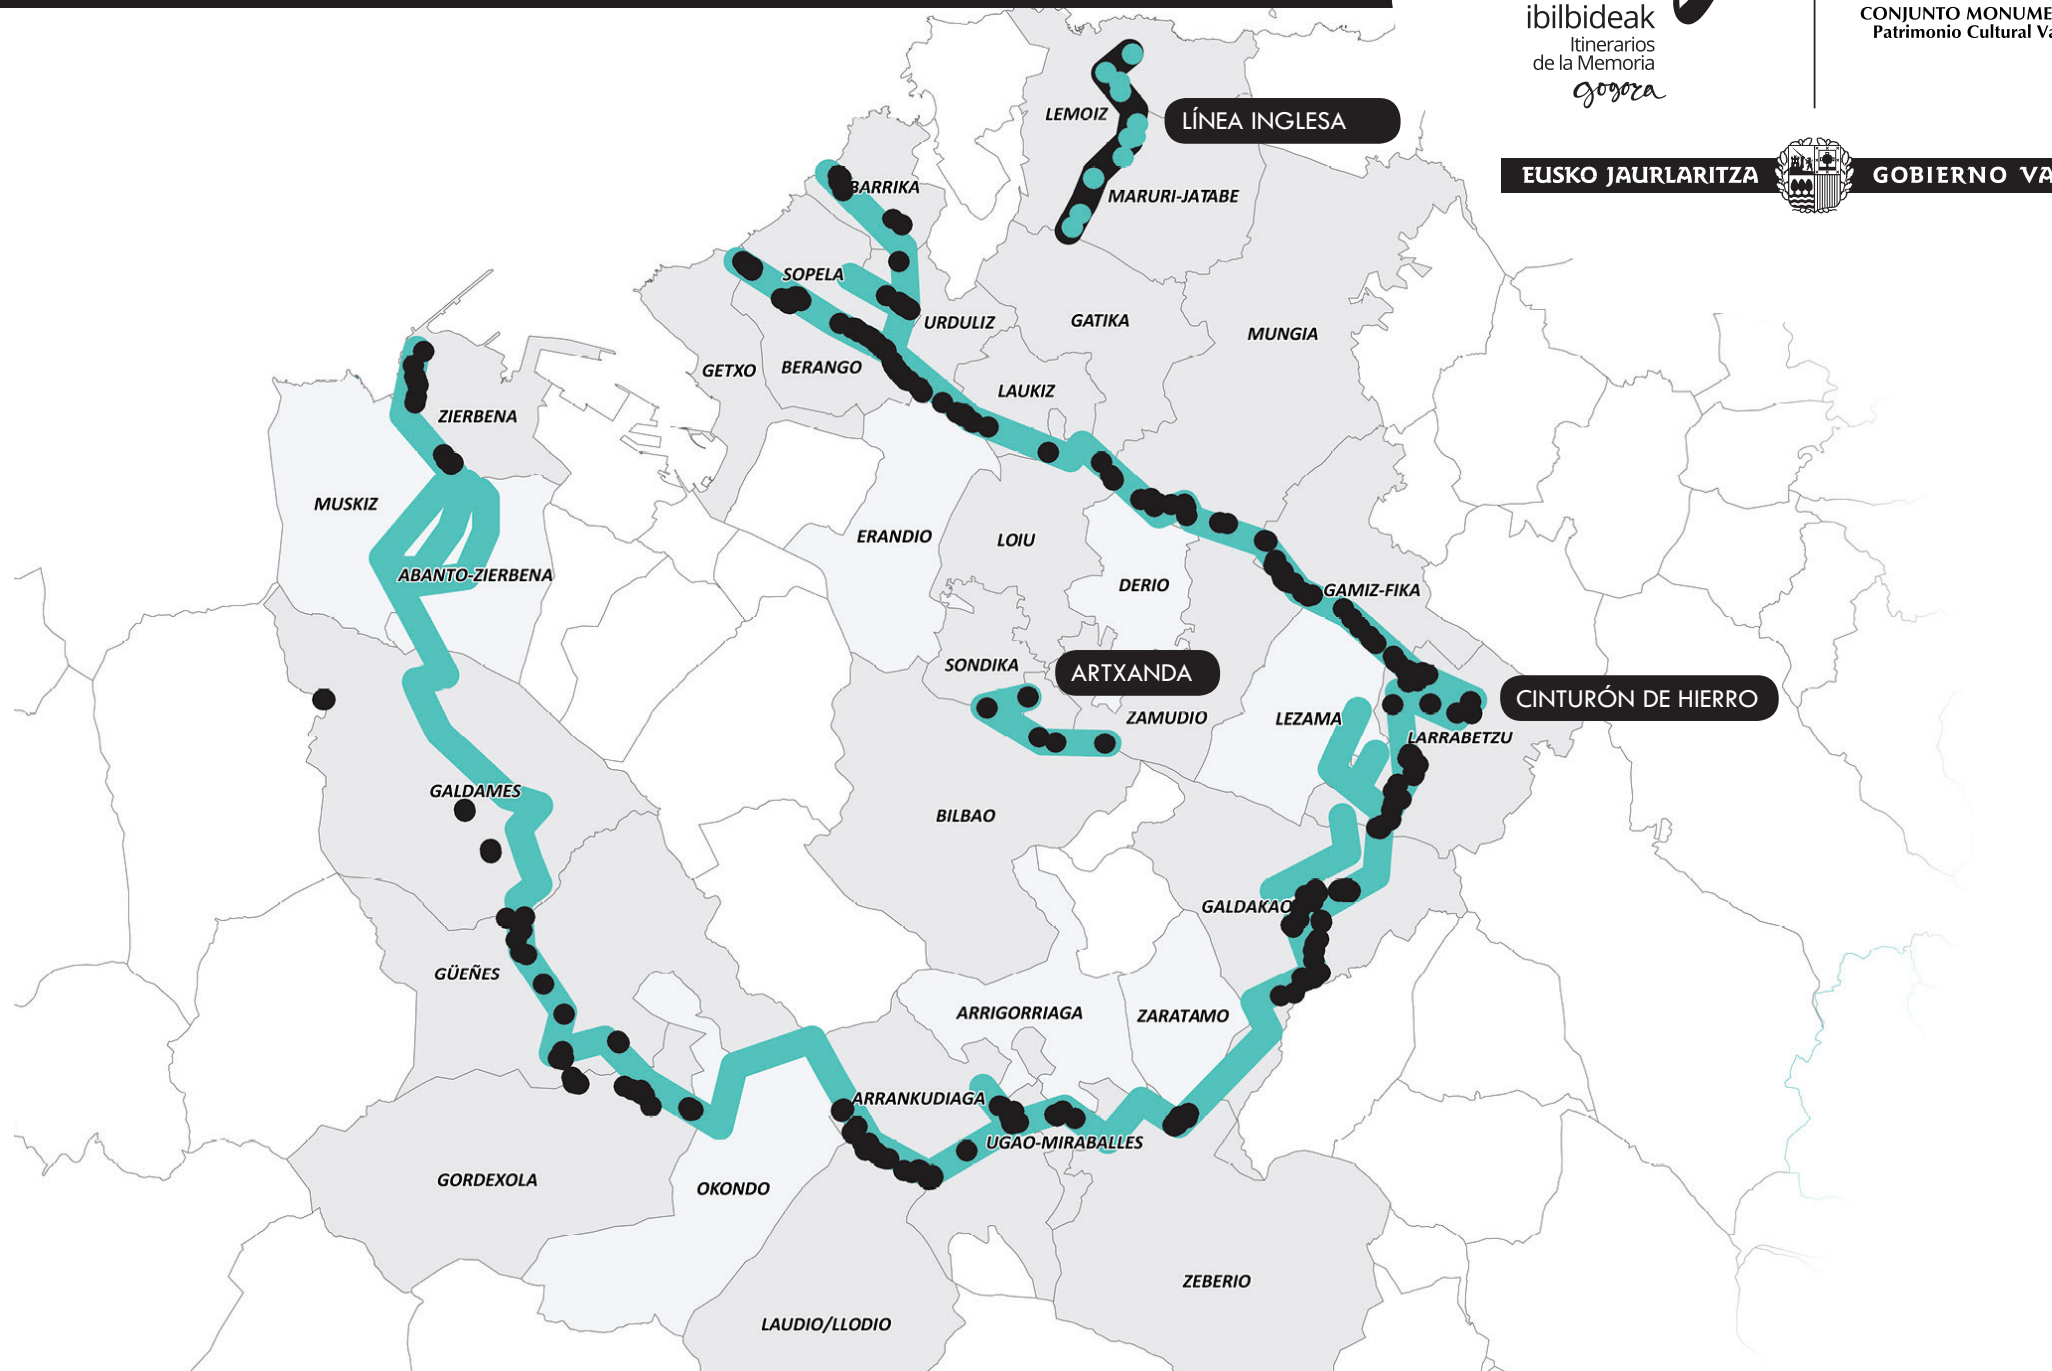 ibilbideak
Itinerarios
de la Memoria
gogora
CONJUNTO MONUME
Patrimonio Cultural Va
EUSKO JAURLARITZA
GOBIERNO VA
LEMOIZ
LÍNEA INGLESA
BARRIKA
MARURI-JATABE
SOPELA
URDULIZ
GATIKA
MUNGIA
GETXO
BERANGO
LAUKIZ
ZIERBENA
MUSKIZ
ERANDIO
LOIU
ABANTO-ZIERBENA
DERIO
GAMIZ-FIKA
SONDIKA
ARTXANDA
CINTURÓN DE HIERRO
ZAMUDIO
LEZAMA
LARRABETZU
GALDAMES
BILBAO
GALDAKAO
GÜEÑES
ARRIGORRIAGA
ZARATAMO
ARRANKUDIAGA
UGAO-MIRABALLES
GORDEXOLA
OKONDO
ZEBERIO
LAUDIO/LLODIO